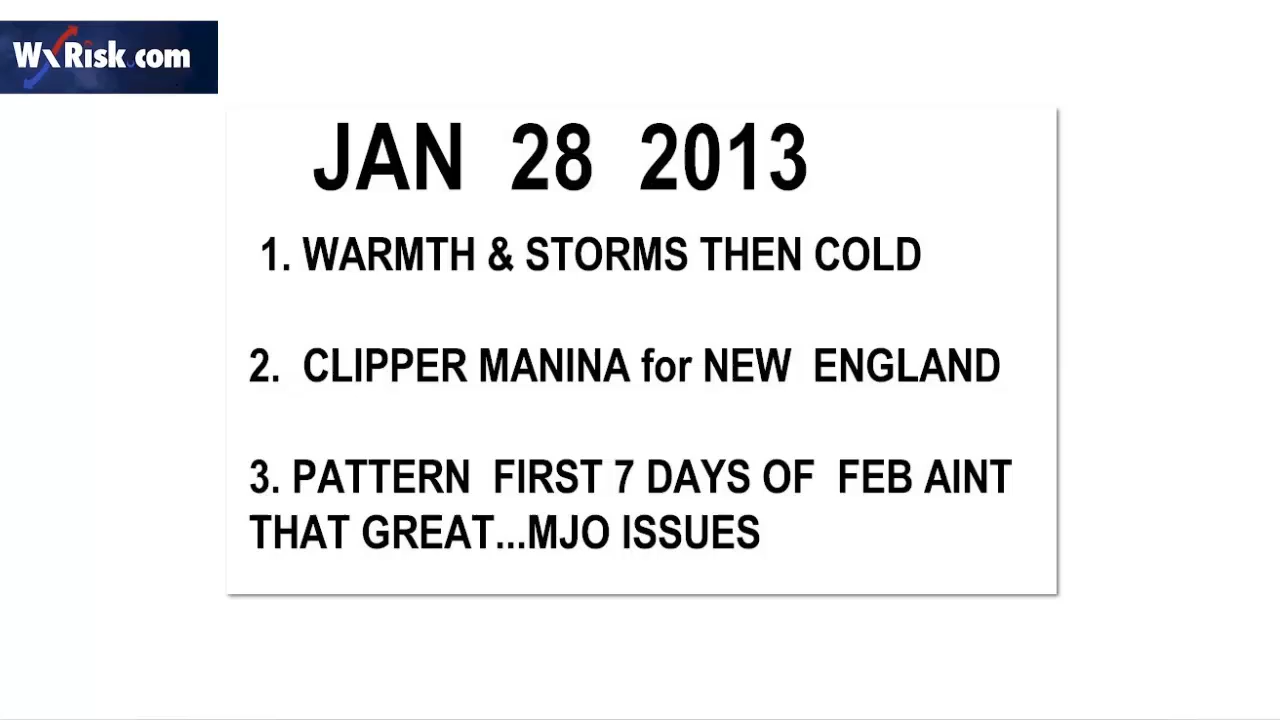 WxRisk.com
JAN 28 2013
1. WARMTH & STORMS THEN COLD
2. CLIPPER MANINA for NEW ENGLAND
3. PATTERN FIRST 7 DAYS OF FEB AINT
THAT GREAT...MJO ISSUES